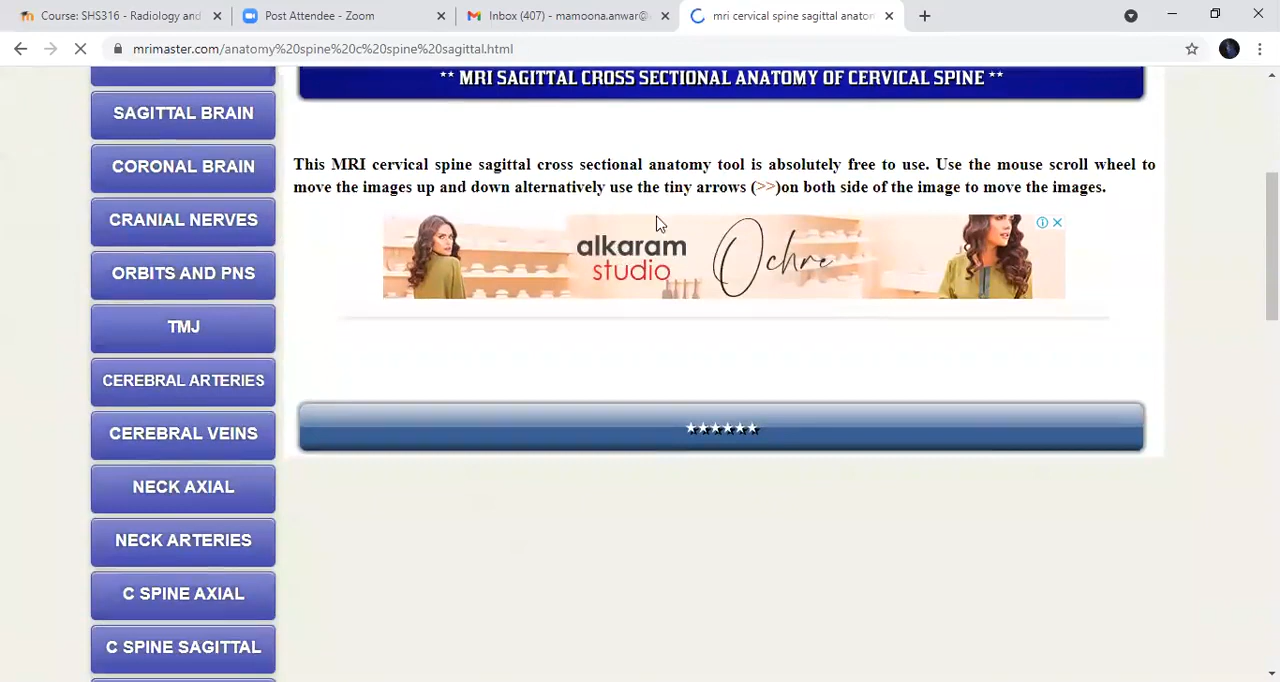 Course: SHS316 - Radiology and
Post Attendee - Zoom
Inbox (407) - mamoona.anwar@
mri cervical spine sagittal anaton
mrimaster.com/anatomy%20spine%20c%20spine%20sagittal.html
** MRI SAGITTAL CROSS SECTIONAL ANATOMY OF CERVICAL SPINE **
SAGITTAL BRAIN
CORONAL BRAIN
CRANIAL NERVES
ORBITS AND PNS
TMJ
CEREBRAL ARTERIES
CEREBRAL VEINS
NECK AXIAL
NECK ARTERIES
C SPINE AXIAL
C SPINE SAGITTAL
This MRI cervical spine sagittal cross sectional anatomy tool is absolutely free to use. Use the mouse scroll wheel to
move the images up and down alternatively use the tiny arrows (>>)on both side of the image to move the images.
alkaram
studio
Ochre
★★★★★★